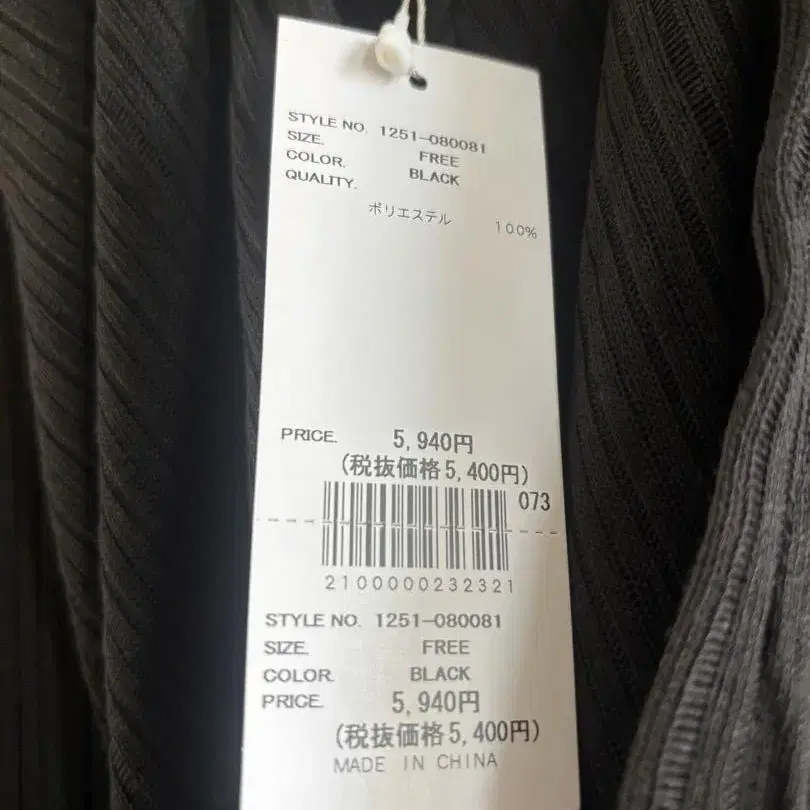 STYLE NO. 1251-080081
SIZE. FREE
COLOR. BLACK
QUALITY.
ポリエステル 100%
PRICE. 5,940円
(税抜価格5,400円)
073
2100000232321
STYLE NO. 1251-080081
SIZE. FREE
COLOR. BLACK
PRICE. 5,940円
(税抜価格5,400円)
MADE IN CHINA